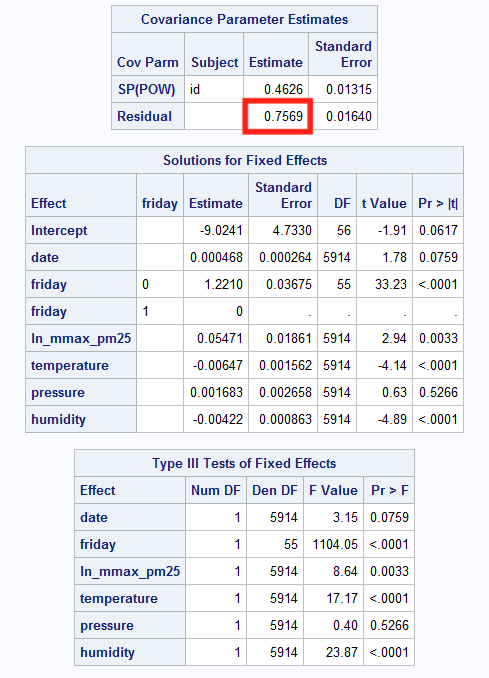 Covariance Parameter Estimates
Cov Parm Subject Estimate Standard Error
SP(POW) id 0.4626 0.01315
Residual 0.7569 0.01640
Solutions for Fixed Effects
Effect friday Estimate Standard Error DF t Value Pr > |t|
Intercept -9.0241 4.7330 56 -1.91 0.0617
date 0.000468 0.000264 5914 1.78 0.0759
friday 0 1.2210 0.03675 55 33.23 <.0001
friday 1 0 . . . .
ln_mmax_pm25 0.05471 0.01861 5914 2.94 0.0033
temperature -0.00647 0.001562 5914 -4.14 <.0001
pressure 0.001683 0.002658 5914 0.63 0.5266
humidity -0.00422 0.000863 5914 -4.89 <.0001
Type III Tests of Fixed Effects
Effect Num DF Den DF F Value Pr > F
date 1 5914 3.15 0.0759
friday 1 55 1104.05 <.0001
ln_mmax_pm25 1 5914 8.64 0.0033
temperature 1 5914 17.17 <.0001
pressure 1 5914 0.40 0.5266
humidity 1 5914 23.87 <.0001